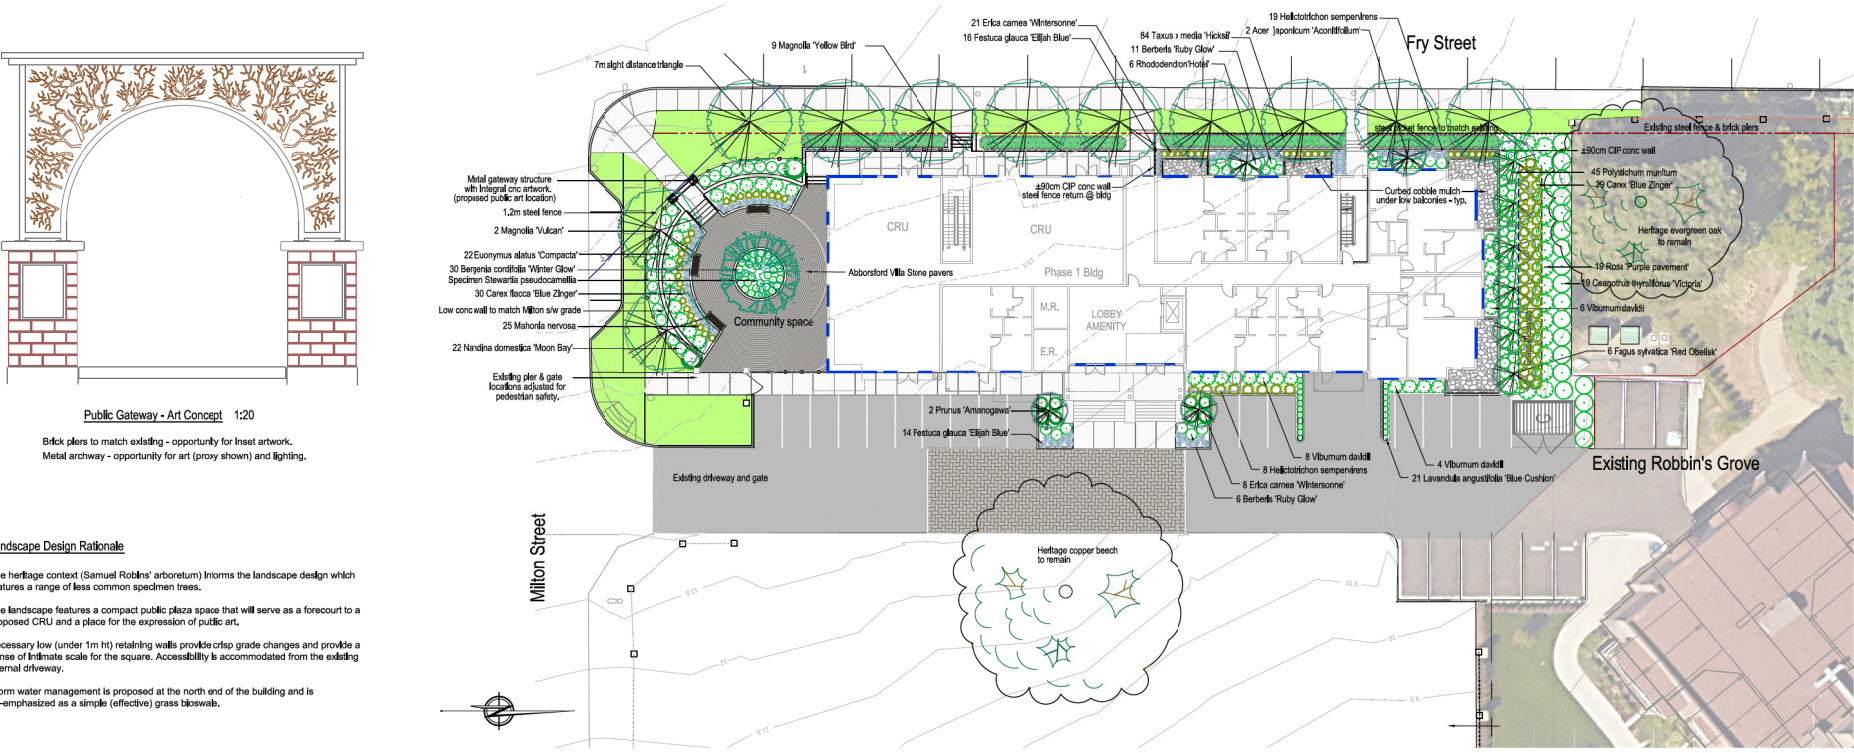 Public Gateway - Art Concept 1:20
Brick piers to match existing - opportunity for inset artwork.
Metal archway - opportunity for art (proxy shown) and lighting.
ndscape Design Rationale
e heritage context (Samuel Robins' arboretum) informs the landscape design which
atures a range of less common specimen trees.
e landscape features a compact public plaza space that will serve as a forecourt to a
oposed CRU and a place for the expression of public art.
ecessary low (under 1m ht) retaining walls provide crisp grade changes and provide a
nse of intimate scale for the square. Accessibility is accommodated from the existing
ernal driveway.
orm water management is proposed at the north end of the building and is
-emphasized as a simple (effective) grass bioswale.
21 Erica carnea 'Wintersonne'
16 Festuca glauca 'Elijah Blue'
9 Magnolia 'Yellow Bird'
7m sight distance triangle
19 Helictotrichon sempervirens
2 Acer japonicum 'Aconitifolium'
84 Taxus x media 'Hicksii'
11 Berberis 'Ruby Glow'
6 Rhododendron 'Hotei'
Fry Street
steel picket fence to match existing
Existing steel fence & brick piers
±90cm CIP conc wall
45 Polystichum munitum
39 Carex 'Blue Zinger'
Heritage evergreen oak
to remain
19 Rosa 'Purple pavement'
19 Ceanothus thyrsiflorus 'Victoria'
6 Viburnum davidii
6 Fagus sylvatica 'Red Obelisk'
Metal gateway structure
with integral cnc artwork.
(proposed public art location)
1.2m steel fence
2 Magnolia 'Vulcan'
22 Euonymus alatus 'Compacta'
30 Bergenia cordifolia 'Winter Glow'
Specimen Stewartia pseudocamellia
30 Carex flacca 'Blue Zinger'
Low conc wall to match Milton s/w grade
25 Mahonia nervosa
22 Nandina domestica 'Moon Bay'
Existing pier & gate
locations adjusted for
pedestrian safety.
±90cm CIP conc wall
steel fence return @ bldg
Curbed cobble mulch
under low balconies - typ.
CRU
CRU
Phase 1 Bldg
Abborsford Villa Stone pavers
Community space
M.R.
LOBBY
AMENITY
E.R.
2 Prunus 'Amanogawa'
14 Festuca glauca 'Elijah Blue'
8 Viburnum davidii
8 Helictotrichon sempervirens
8 Erica carnea 'Wintersonne'
6 Berberis 'Ruby Glow'
4 Viburnum davidii
21 Lavandula angustifolia 'Blue Cushion'
G
Existing Robbin's Grove
Existing driveway and gate
Milton Street
Heritage copper beech
to remain